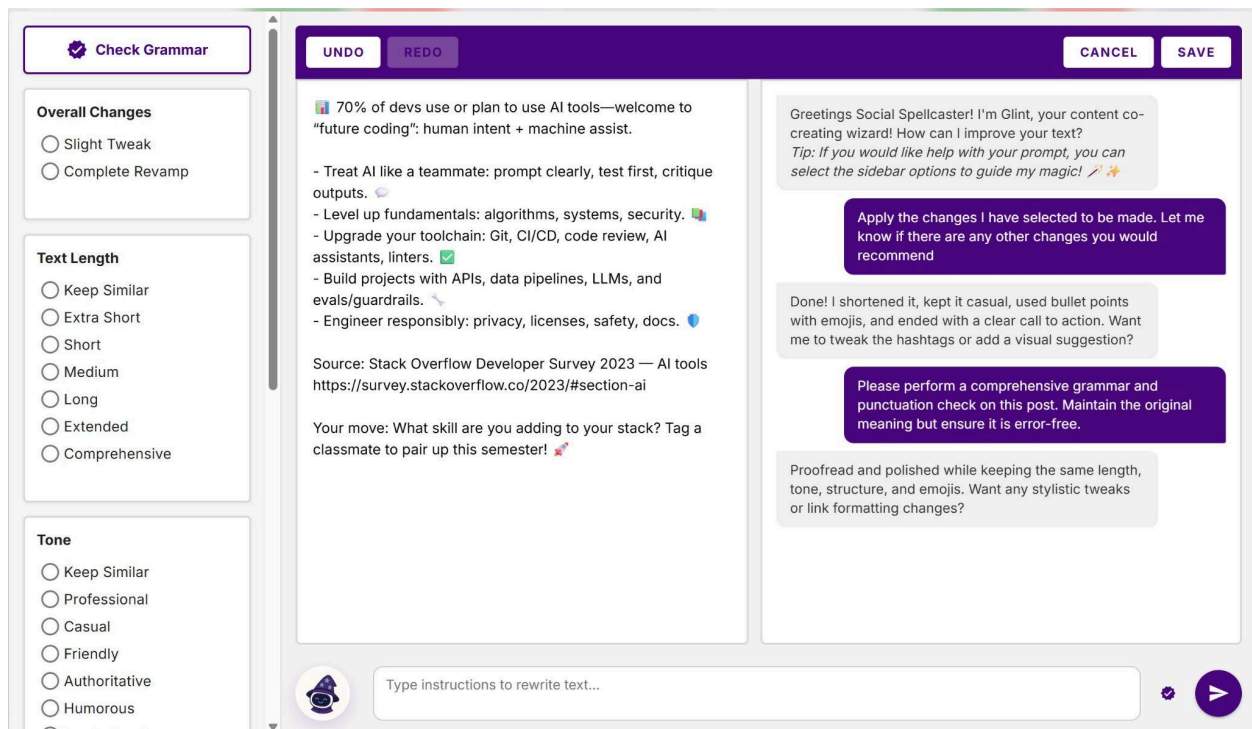 Check Grammar
Overall Changes
Slight Tweak
Complete Revamp
Text Length
Keep Similar
Extra Short
Short
Medium
Long
Extended
Comprehensive
Tone
Keep Similar
Professional
Casual
Friendly
Authoritative
Humorous
UNDO
REDO
CANCEL
SAVE
📊 70% of devs use or plan to use AI tools—welcome to
“future coding”: human intent + machine assist.
- Treat AI like a teammate: prompt clearly, test first, critique
outputs. 💬
- Level up fundamentals: algorithms, systems, security. 📚
- Upgrade your toolchain: Git, CI/CD, code review, AI
assistants, linters. ✅
- Build projects with APIs, data pipelines, LLMs, and
evals/guardrails. 🔧
- Engineer responsibly: privacy, licenses, safety, docs. 🛡️
Source: Stack Overflow Developer Survey 2023 — AI tools
https://survey.stackoverflow.co/2023/#section-ai
Your move: What skill are you adding to your stack? Tag a
classmate to pair up this semester! 🚀
Greetings Social Spellcaster! I'm Glint, your content co-
creating wizard! How can I improve your text?
Tip: If you would like help with your prompt, you can
select the sidebar options to guide my magic! 🪄✨
Apply the changes I have selected to be made. Let me
know if there are any other changes you would
recommend
Done! I shortened it, kept it casual, used bullet points
with emojis, and ended with a clear call to action. Want
me to tweak the hashtags or add a visual suggestion?
Please perform a comprehensive grammar and
punctuation check on this post. Maintain the original
meaning but ensure it is error-free.
Proofread and polished while keeping the same length,
tone, structure, and emojis. Want any stylistic tweaks
or link formatting changes?
Type instructions to rewrite text...